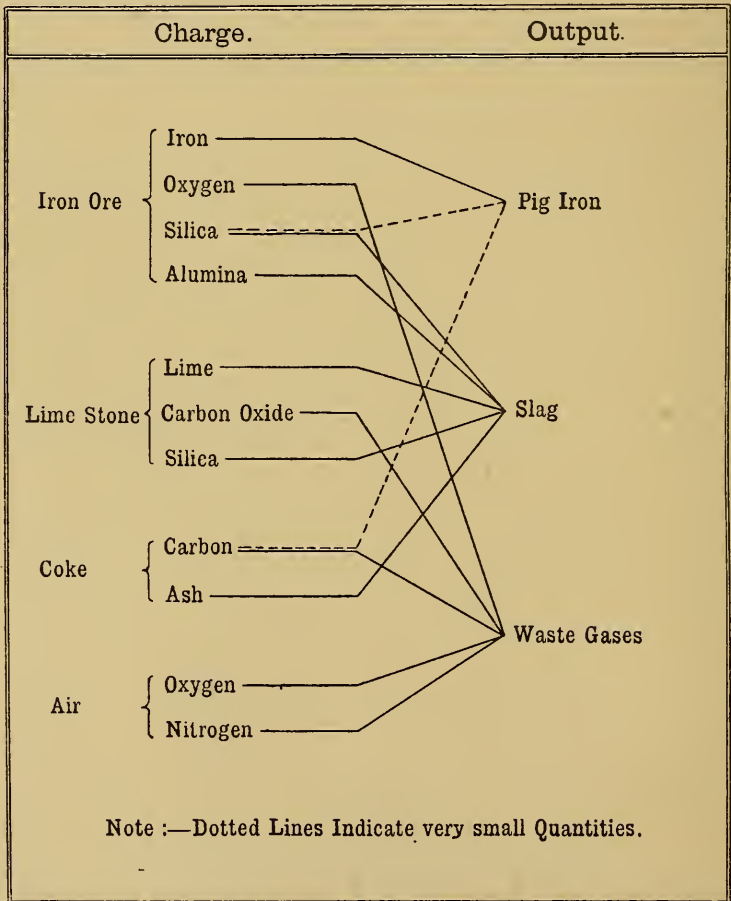 Charge. Output.
Iron
Oxygen
Iron Ore Pig Iron
Silica
Alumina
Lime
Lime Stone Carbon Oxide Slag
Silica
Carbon
Coke
Ash
Waste Gases
Oxygen
Air
Nitrogen
Note :—Dotted Lines Indicate very small Quantities.